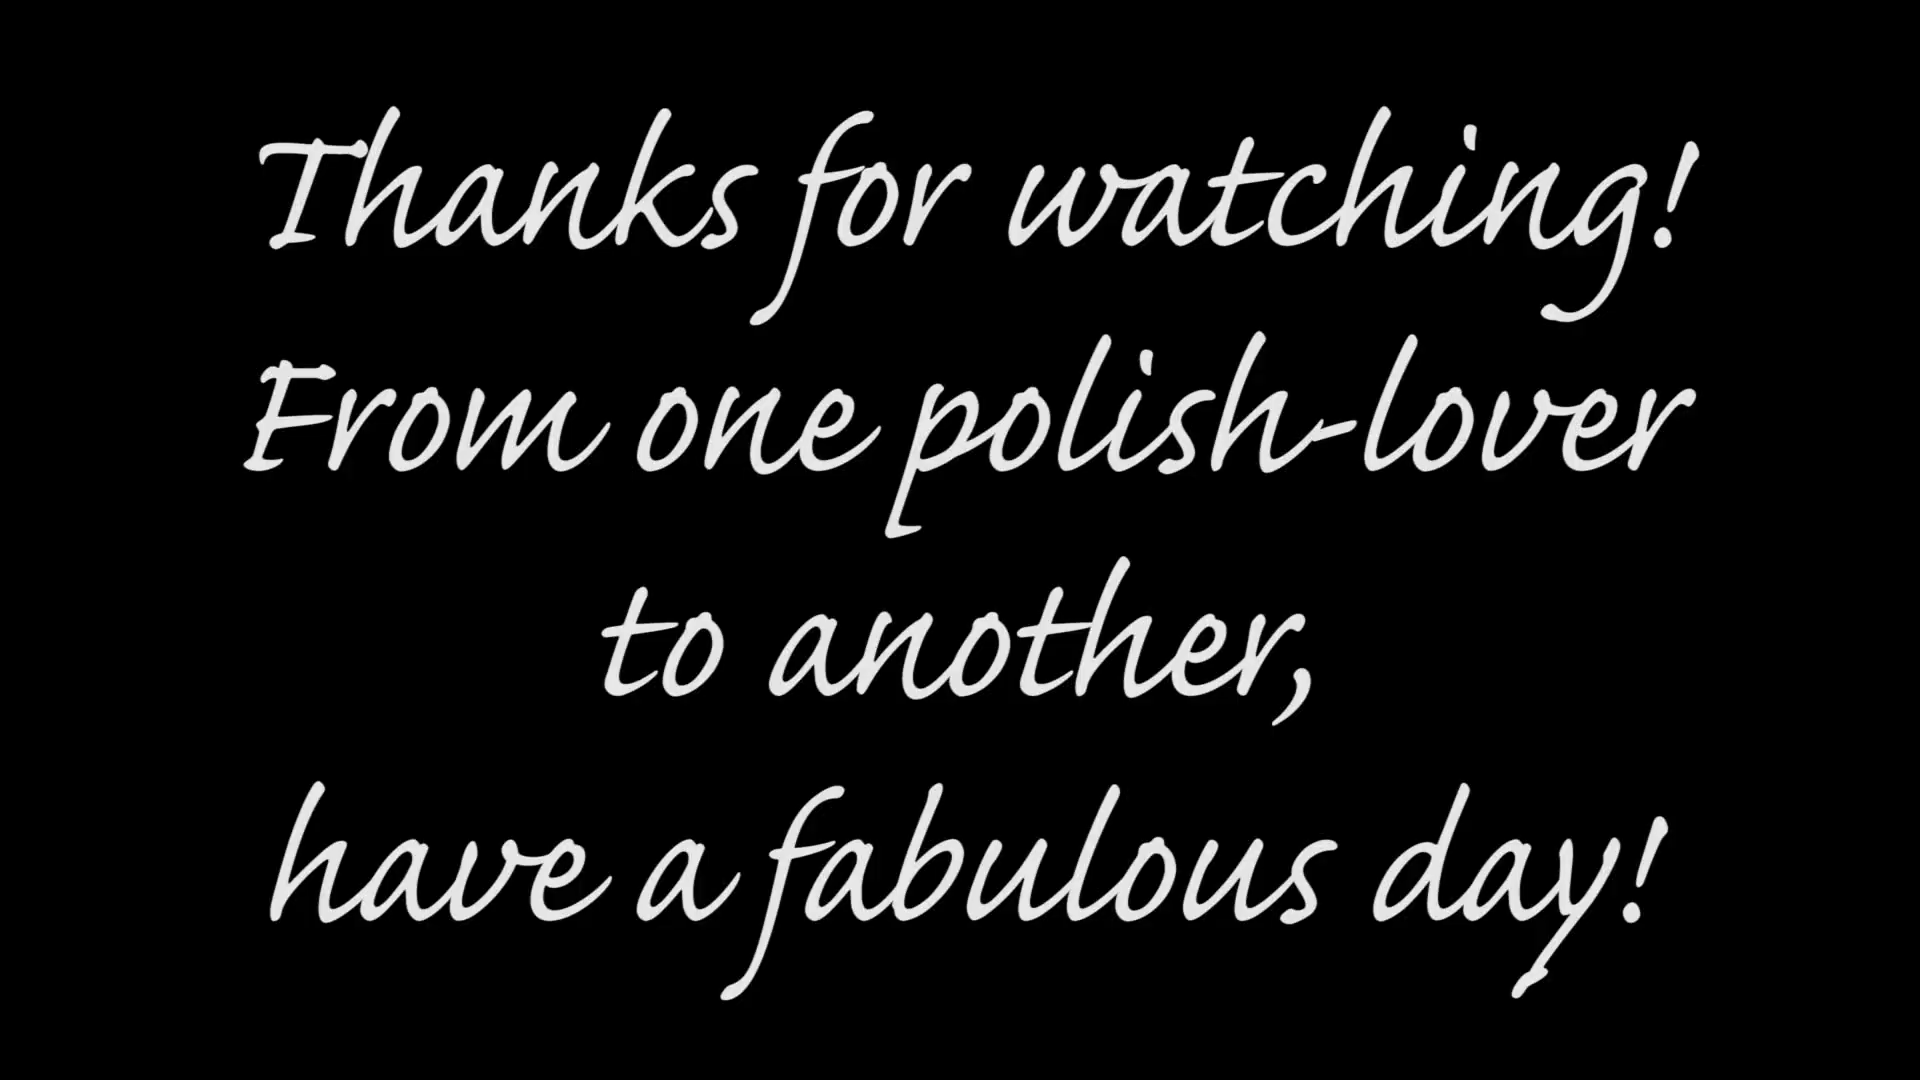 Thanks for watching!
From one polish-lover
to another,
have a fabulous day!